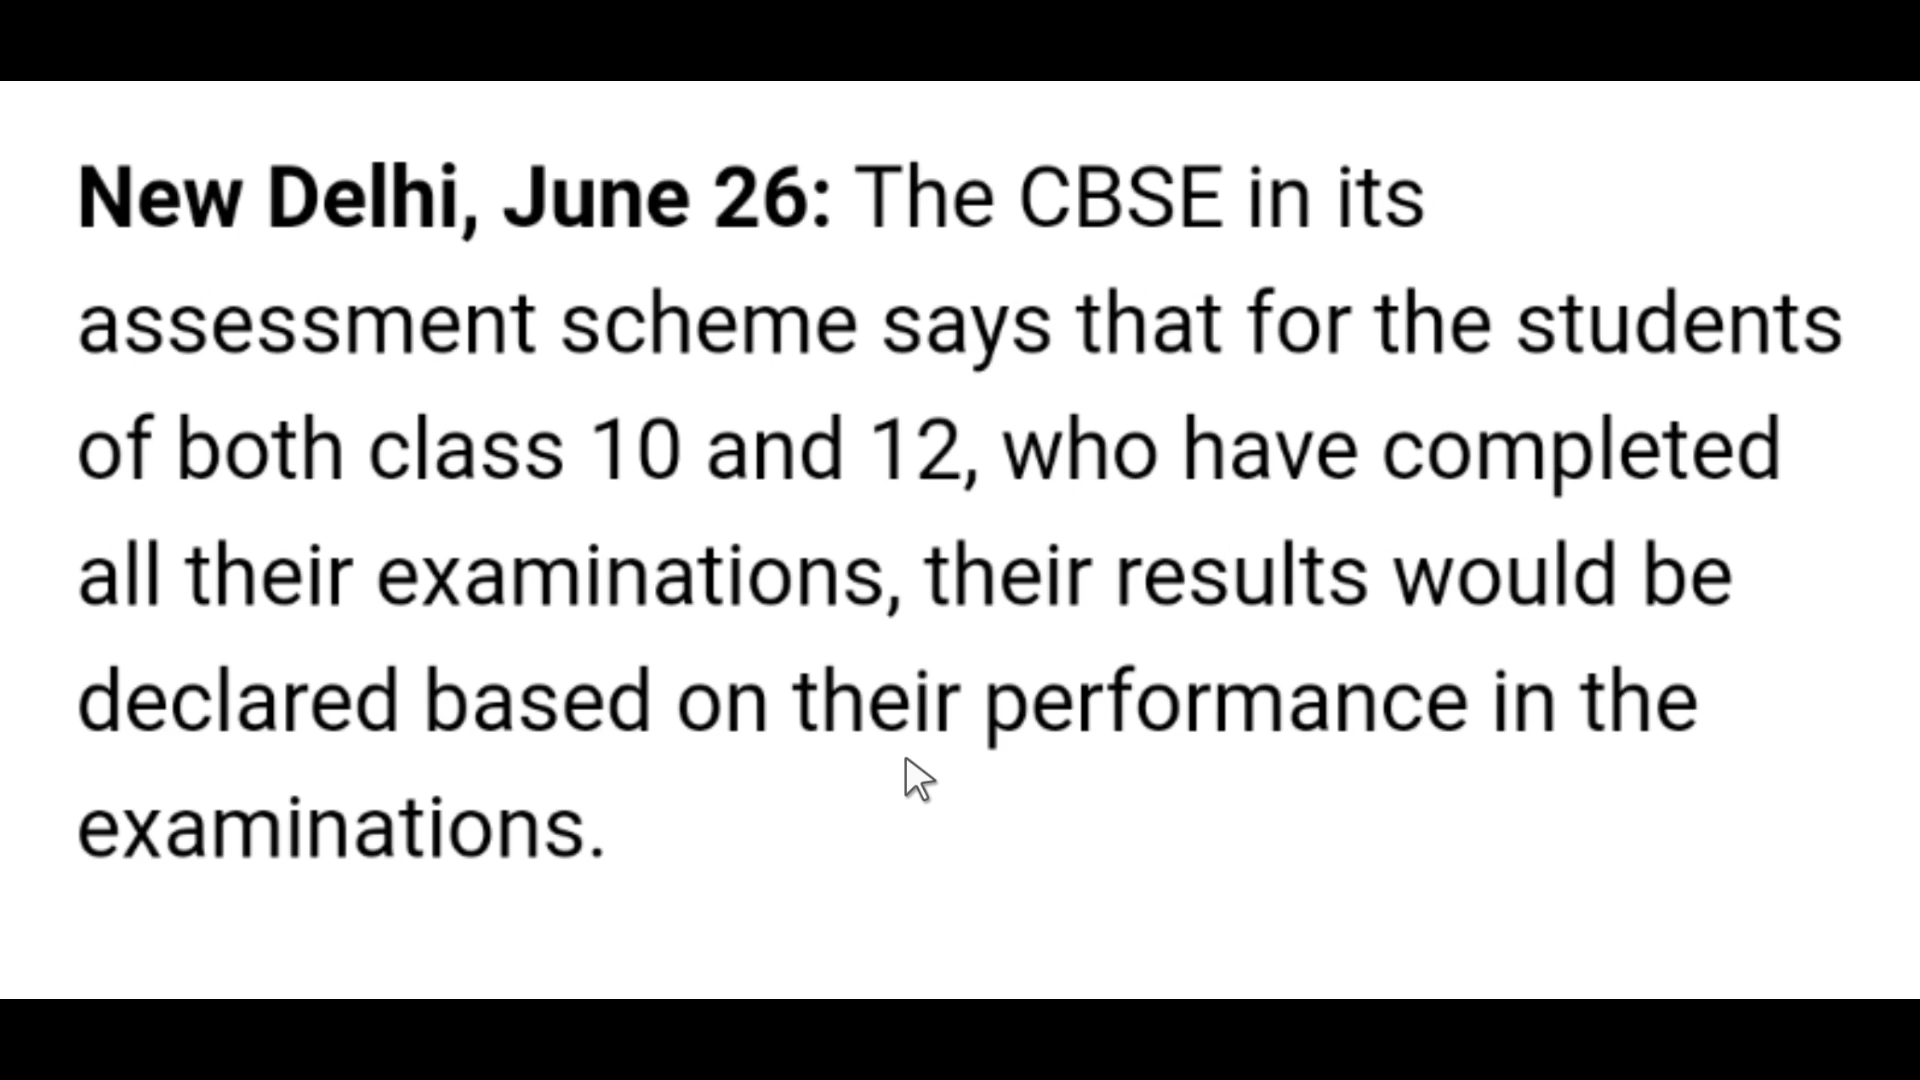 New Delhi, June 26: The CBSE in its
assessment scheme says that for the students
of both class 10 and 12, who have completed
all their examinations, their results would be
declared based on their performance in the
examinations.